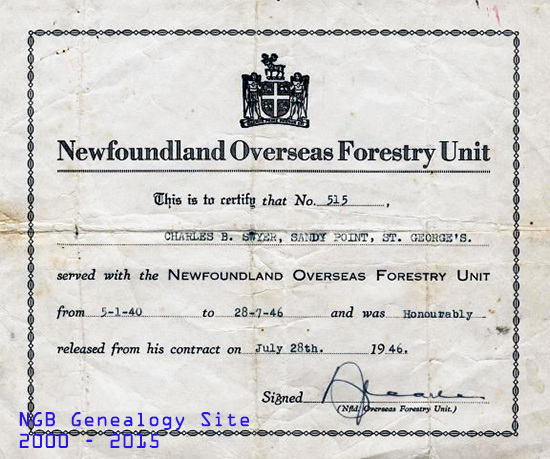 Newfoundland Overseas Forestry Unit
This is to certify that No. 515,
CHARLES B. SWYER, SANDY POINT, ST. GEORGE'S.
served with the NEWFOUNDLAND OVERSEAS FORESTRY UNIT
from 5-1-40 to 28-7-46 and was Honourably
released from his contract on July 28th. 1946.
Signed
(Nfld. Overseas Forestry Unit.)
NGB Genealogy Site
2000 - 2015